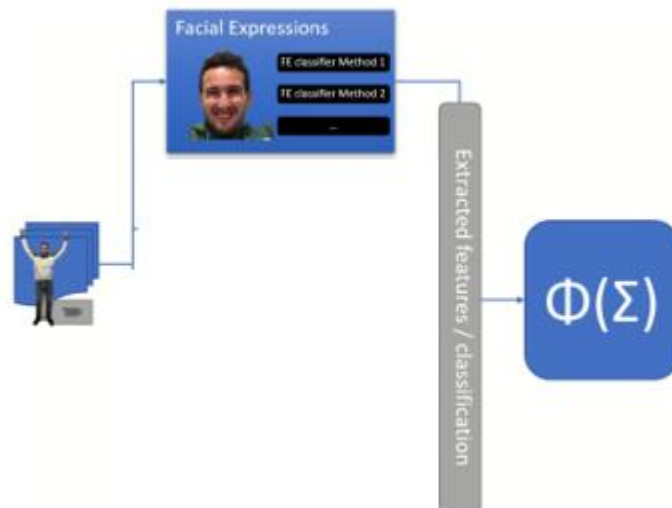 Facial Expressions
FE classifier Method 1
FE classifier Method 2
...
Extracted features / classification
Φ(Σ)